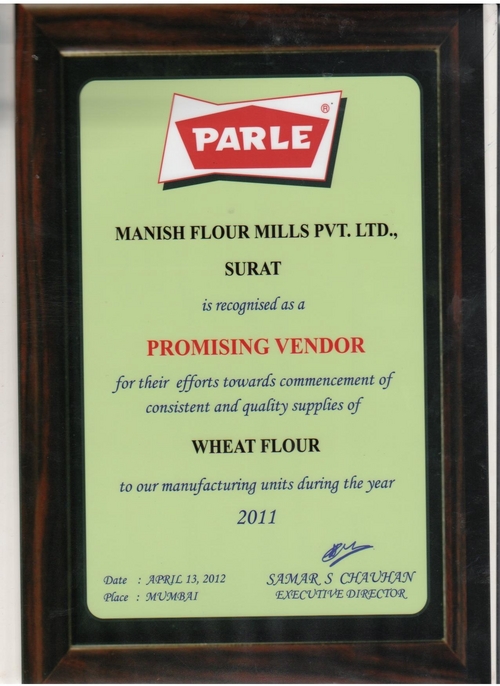 PARLE ®
MANISH FLOUR MILLS PVT. LTD.,
SURAT
is recognised as a
PROMISING VENDOR
for their efforts towards commencement of
consistent and quality supplies of
WHEAT FLOUR
to our manufacturing units during the year
2011
Date : APRIL 13, 2012
Place : MUMBAI
SAMAR S CHAUHAN
EXECUTIVE DIRECTOR